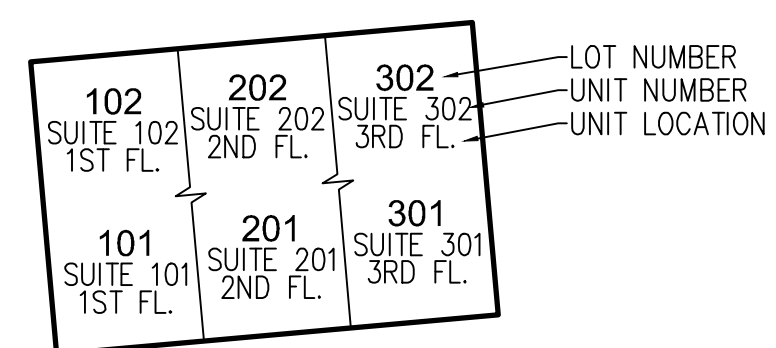 102
SUITE 102
1ST FL.
202
SUITE 202
2ND FL.
302
SUITE 302
3RD FL.
LOT NUMBER
UNIT NUMBER
UNIT LOCATION
101
SUITE 101
1ST FL.
201
SUITE 201
2ND FL.
301
SUITE 301
3RD FL.